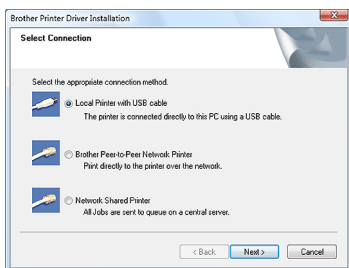 Brother Printer Driver Installation
Select Connection
Select the appropriate connection method.
Local Printer with USB cable
The printer is connected directly to this PC using a USB cable.
Brother Peer-to-Peer Network Printer
Print directly to the printer over the network.
Network Shared Printer
All Jobs are sent to queue on a central server.
< Back Next > Cancel